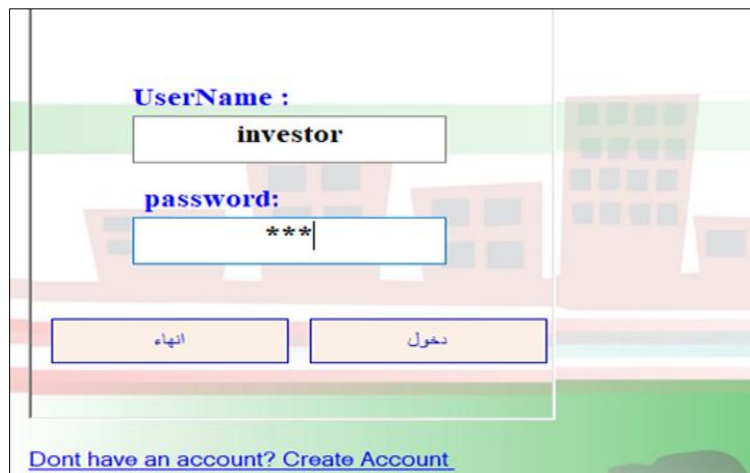 UserName :
investor
password:
***
انهاء
دخول
Dont have an account? Create Account